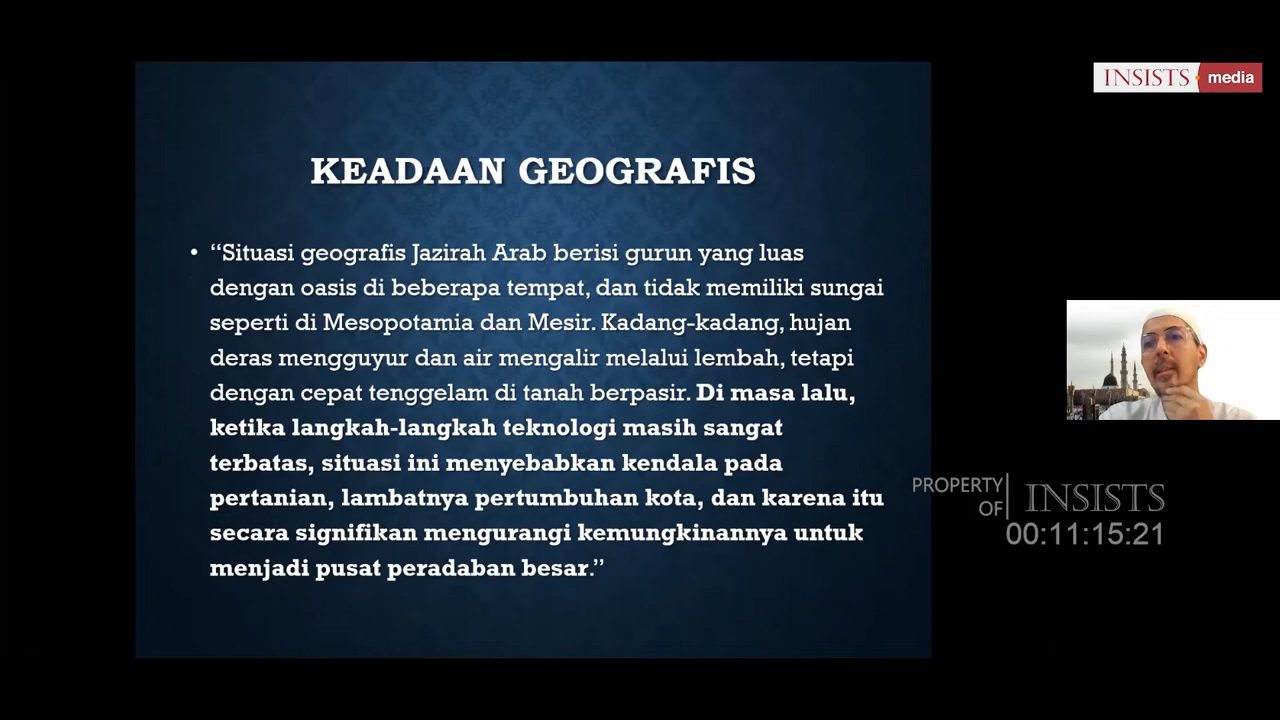 INSISTS media
KEADAAN GEOGRAFIS
• “Situasi geografis Jazirah Arab berisi gurun yang luas
dengan oasis di beberapa tempat, dan tidak memiliki sungai
seperti di Mesopotamia dan Mesir. Kadang-kadang, hujan
deras mengguyur dan air mengalir melalui lembah, tetapi
dengan cepat tenggelam di tanah berpasir. Di masa lalu,
ketika langkah-langkah teknologi masih sangat
terbatas, situasi ini menyebabkan kendala pada
pertanian, lambatnya pertumbuhan kota, dan karena itu
secara signifikan mengurangi kemungkinannya untuk
menjadi pusat peradaban besar.”
PROPERTY
OF
INSISTS
00:11:15:21